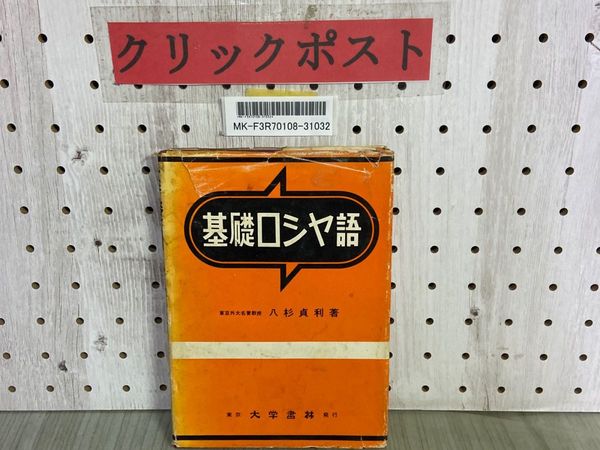 クリックポスト
MK-F3R70108-31032
基礎ロシヤ語
東京外大名誉教授 八杉貞利著
東京 大学書林 発行